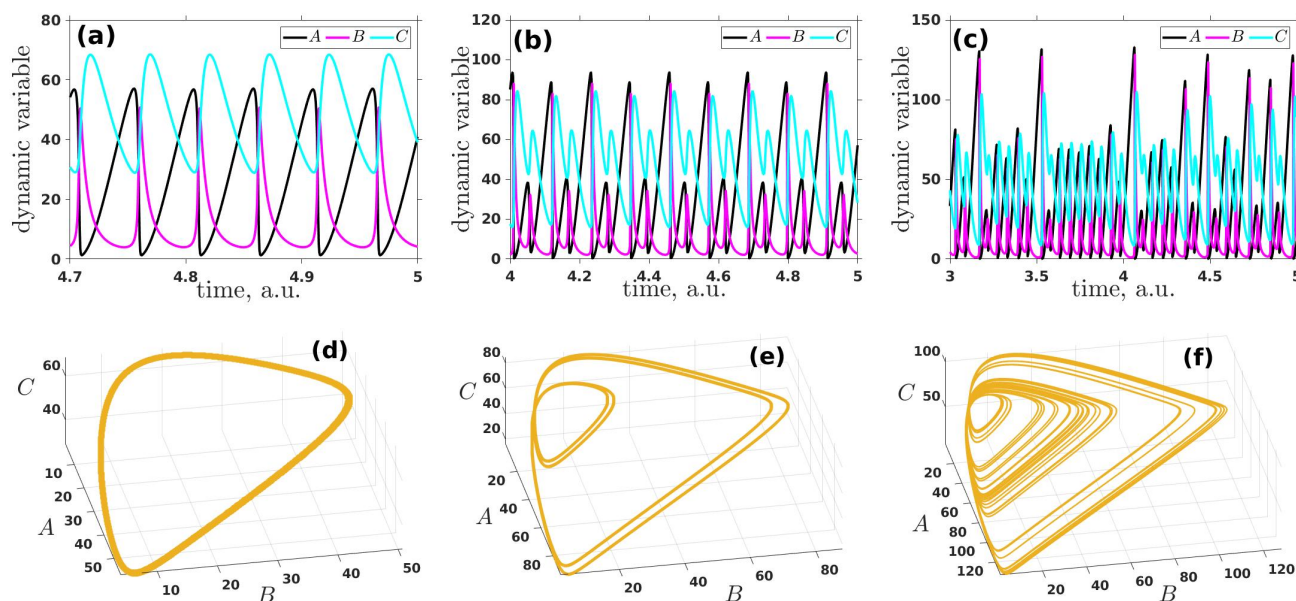 (a)
dynamic variable
80
60
40
20
0
A B C
4.7 4.8 4.9 5
time, a.u.
(b)
dynamic variable
120
100
80
60
40
20
0
A B C
4 4.2 4.4 4.6 4.8 5
time, a.u.
(c)
dynamic variable
150
100
50
0
A B C
3 3.5 4 4.5 5
time, a.u.
(d)
C
60
40
A
10
20
30
40
50
B
10 20 30 40 50
(e)
C
80
60
40
20
A
20
40
60
80
B
20 40 60 80
(f)
C
100
50
A
20
40
60
80
100
120
B
20 40 60 80 100 120